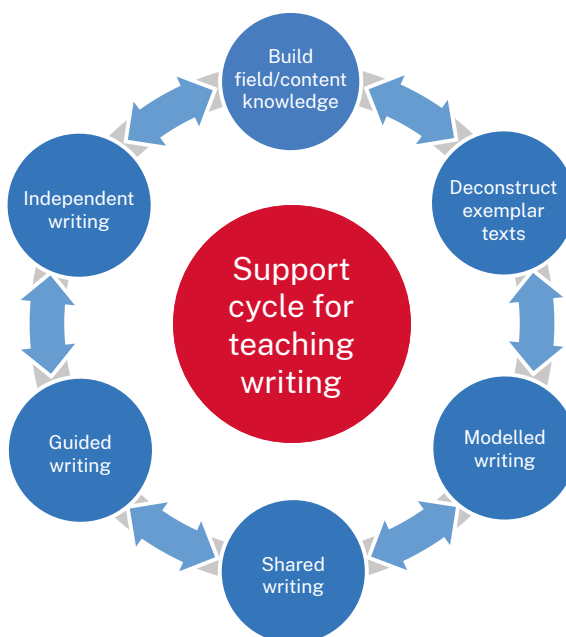 Build
field/content
knowledge
Deconstruct
exemplar
texts
Modelled
writing
Shared
writing
Guided
writing
Independent
writing
Support
cycle for
teaching
writing